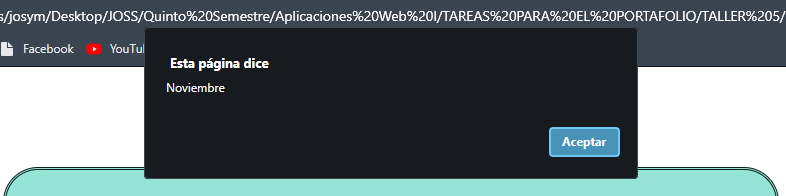 s/josym/Desktop/JOSS/Quinto%20Semestre/Aplicaciones%20Web%20I/TAREAS%20PARA%20EL%20PORTAFOLIO/TALLER%205/
Facebook
YouTu
Esta página dice
Noviembre
Aceptar